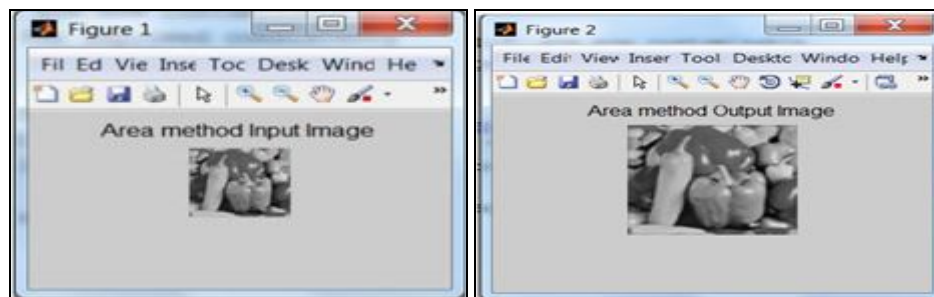 Figure 1
Fil Ed Vie Inse Toc Desk Wind He
Area method Input Image
Figure 2
File Edit View Inser Tool Desktc Windo Help
Area method Output Image